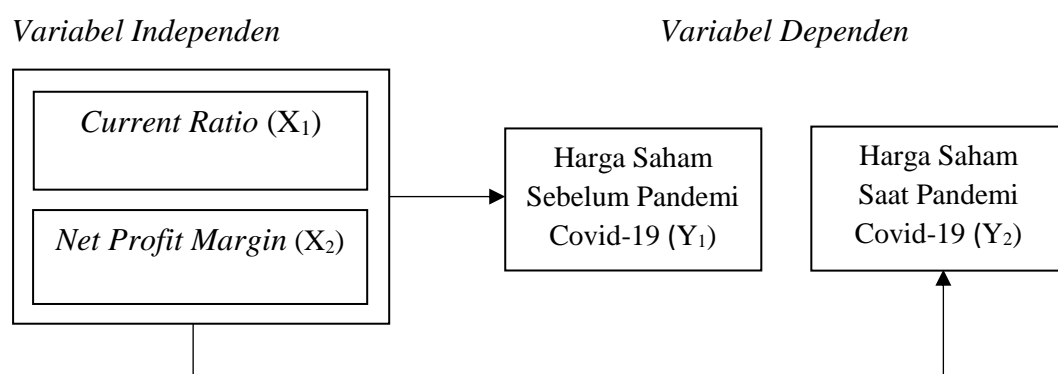 Variabel Independen
Variabel Dependen
Current Ratio (X₁)
Net Profit Margin (X₂)
Harga Saham
Sebelum Pandemi
Covid-19 (Y₁)
Harga Saham
Saat Pandemi
Covid-19 (Y₂)